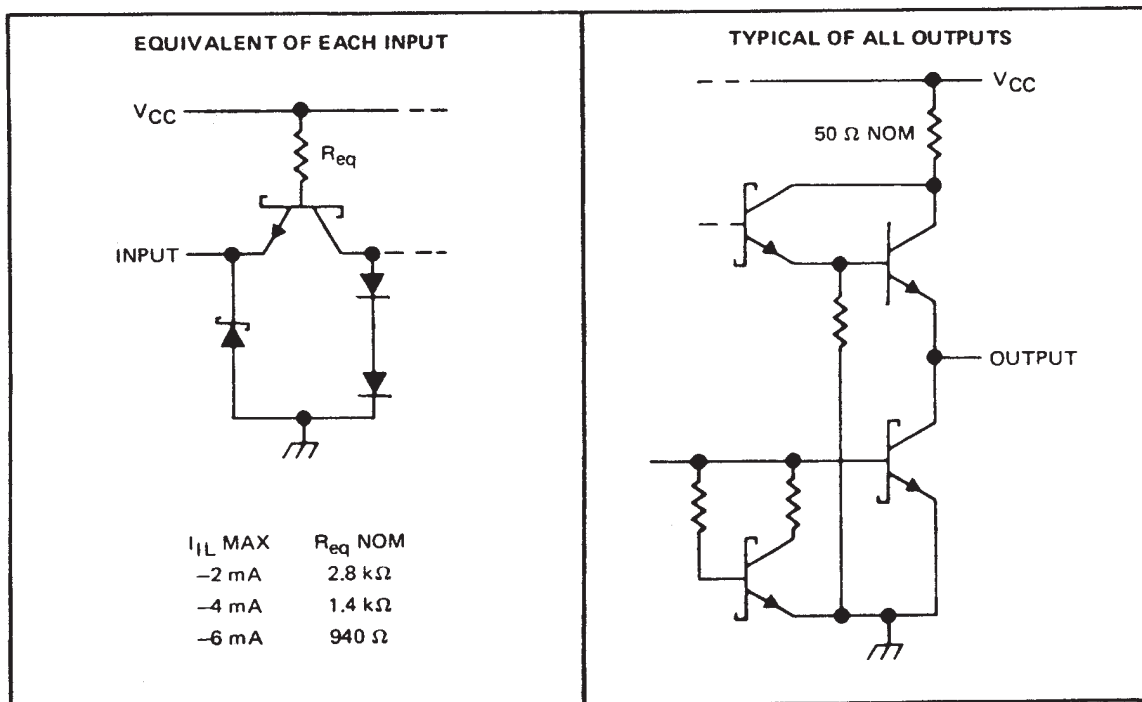 EQUIVALENT OF EACH INPUT
VCC
Req
INPUT
IIL MAX Req NOM
–2 mA 2.8 kΩ
–4 mA 1.4 kΩ
–6 mA 940 Ω
TYPICAL OF ALL OUTPUTS
VCC
50 Ω NOM
OUTPUT